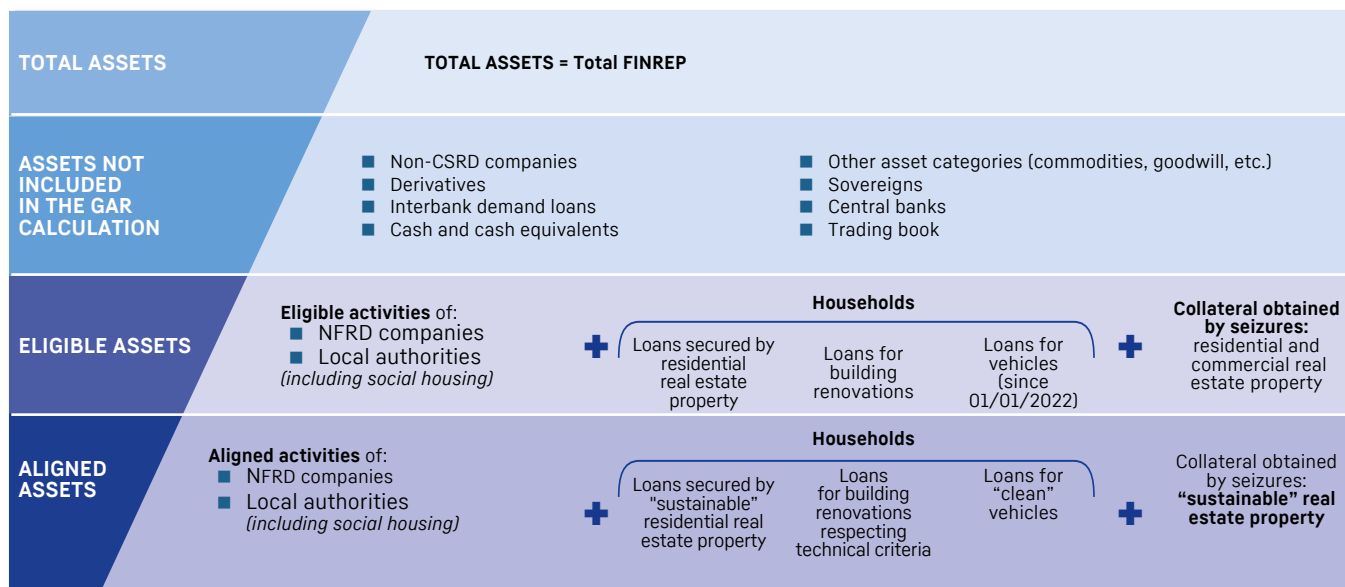 TOTAL ASSETS
TOTAL ASSETS = Total FINREP
ASSETS NOT
INCLUDED
IN THE GAR
CALCULATION
Non-CSRD companies
Derivatives
Interbank demand loans
Cash and cash equivalents
Other asset categories (commodities, goodwill, etc.)
Sovereigns
Central banks
Trading book
ELIGIBLE ASSETS
Eligible activities of:
NFRD companies
Local authorities
(including social housing)
Households
Loans secured by
residential
real estate
property
Loans for
building
renovations
Loans for
vehicles
(since
01/01/2022)
Collateral obtained
by seizures:
residential and
commercial real
estate property
ALIGNED
ASSETS
Aligned activities of:
NFRD companies
Local authorities
(including social housing)
Households
Loans secured by
"sustainable"
residential real
estate property
Loans
for building
renovations
respecting
technical criteria
Loans for
“clean”
vehicles
Collateral obtained
by seizures:
“sustainable” real
estate property